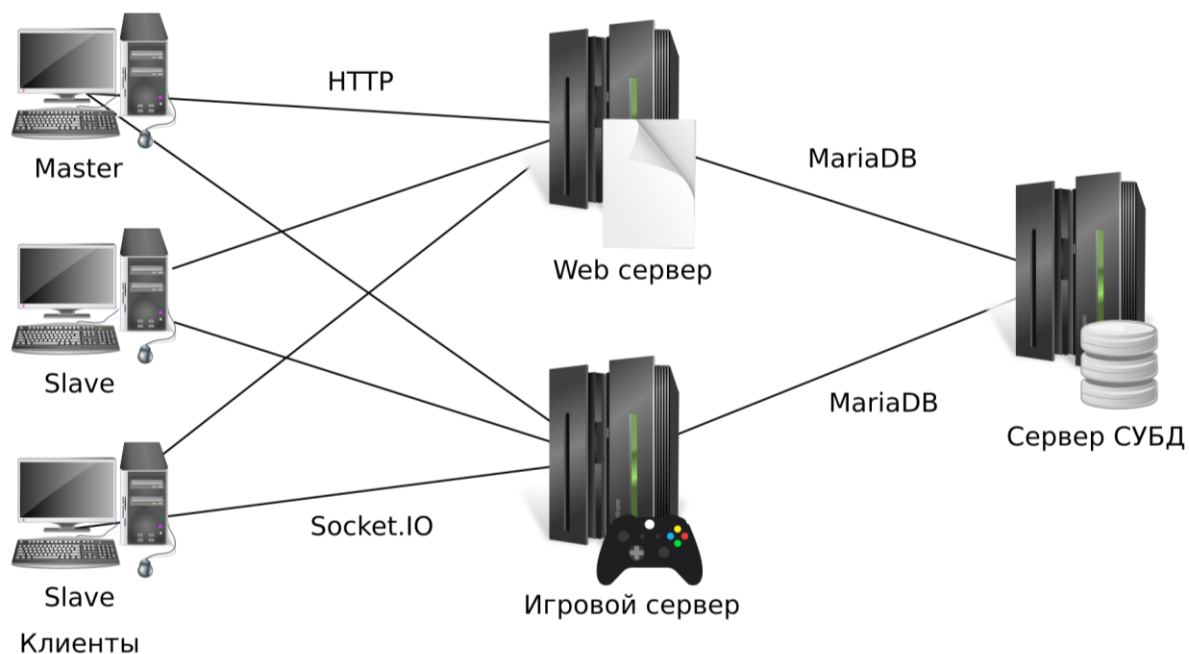 HTTP
Master
MariaDB
Web сервер
Slave
MariaDB
Сервер СУБД
Socket.IO
Slave
Игровой сервер
Клиенты